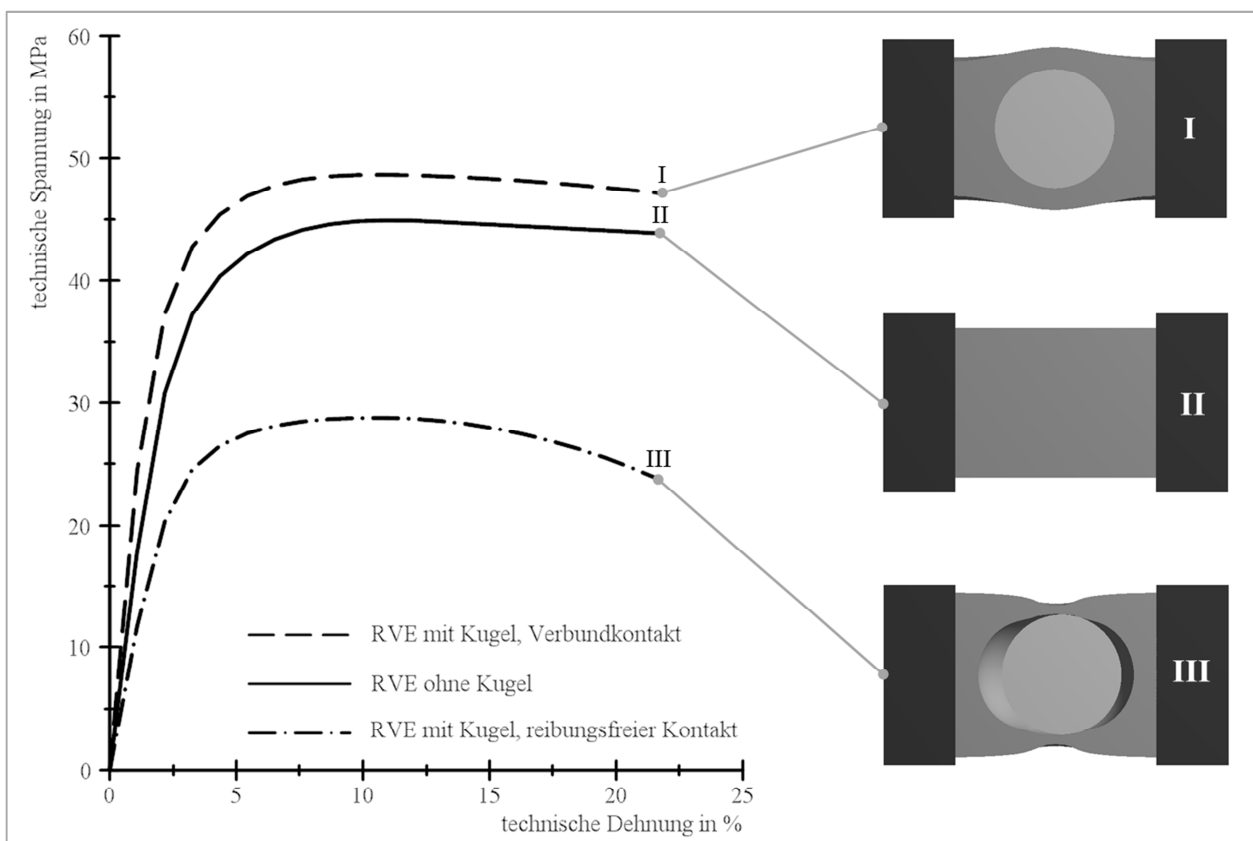 technische Spannung in MPa
60
50
40
30
20
10
0
0 5 10 15 20 25
technische Dehnung in %
I
II
III
RVE mit Kugel, Verbundkontakt
RVE ohne Kugel
RVE mit Kugel, reibungsfreier Kontakt
I
II
III